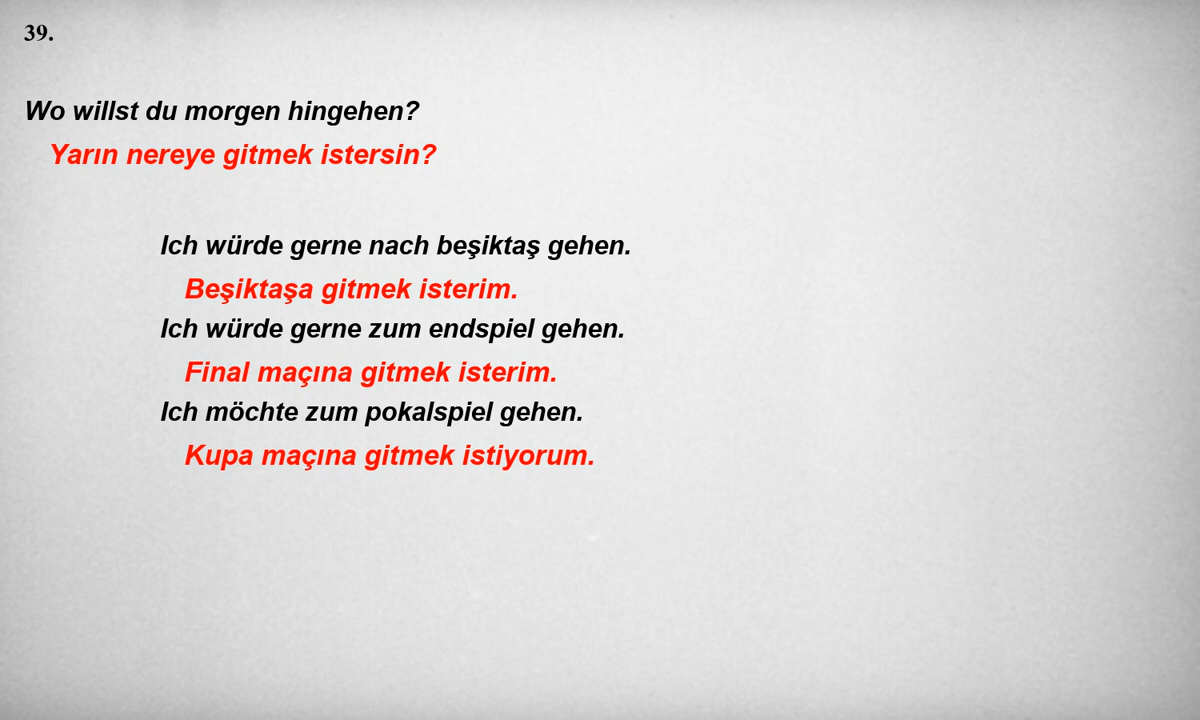 39.
Wo willst du morgen hingehen?
Yarın nereye gitmek istersin?
Ich würde gerne nach beşiktaş gehen.
Beşiktaşa gitmek isterim.
Ich würde gerne zum endspiel gehen.
Final maçına gitmek isterim.
Ich möchte zum pokalspiel gehen.
Kupa maçına gitmek istiyorum.